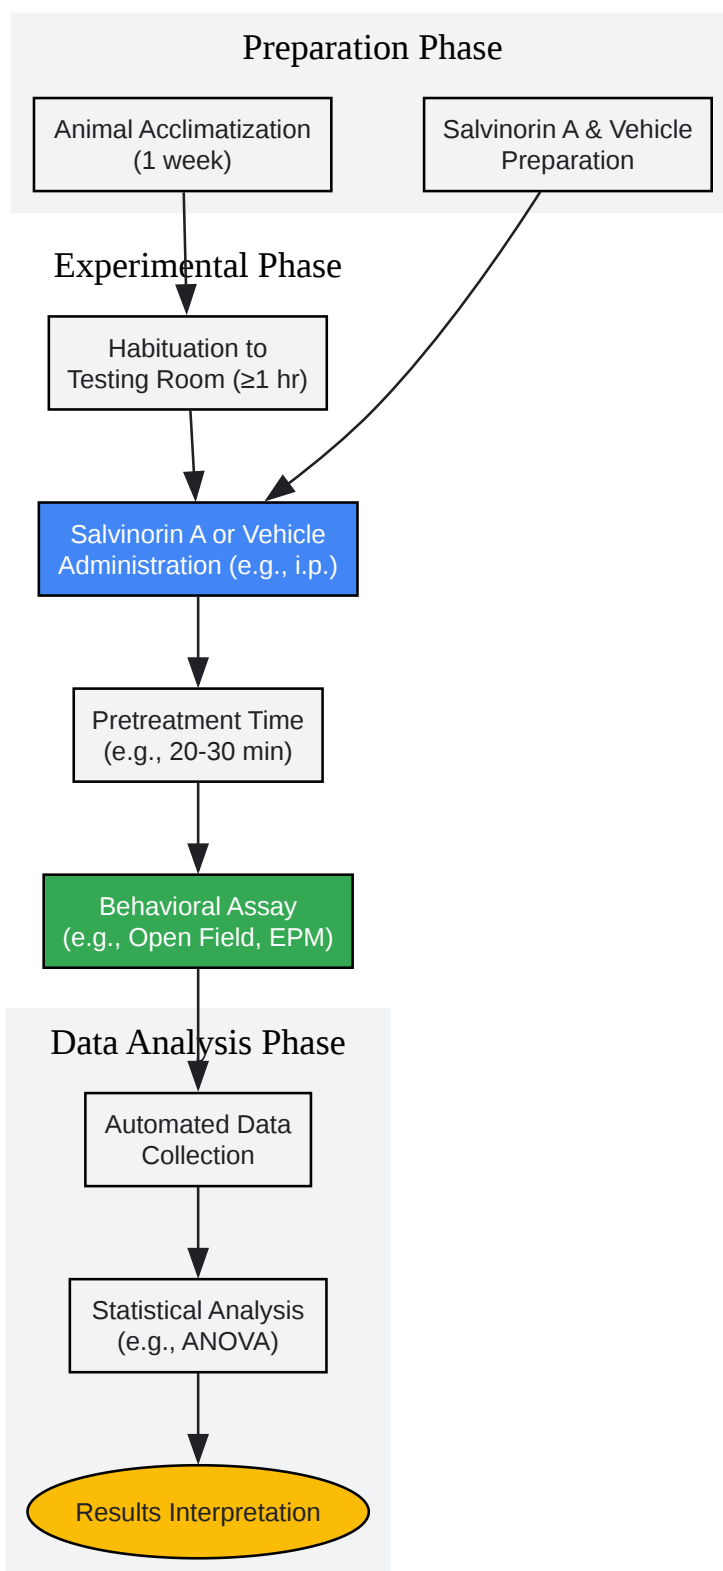 Preparation Phase
Animal Acclimatization
(1 week)
Salvinorin A & Vehicle
Preparation
Experimental Phase
Habituation to
Testing Room (≥1 hr)
Salvinorin A or Vehicle
Administration (e.g., i.p.)
Pretreatment Time
(e.g., 20-30 min)
Behavioral Assay
(e.g., Open Field, EPM)
Data Analysis Phase
Automated Data
Collection
Statistical Analysis
(e.g., ANOVA)
Results Interpretation